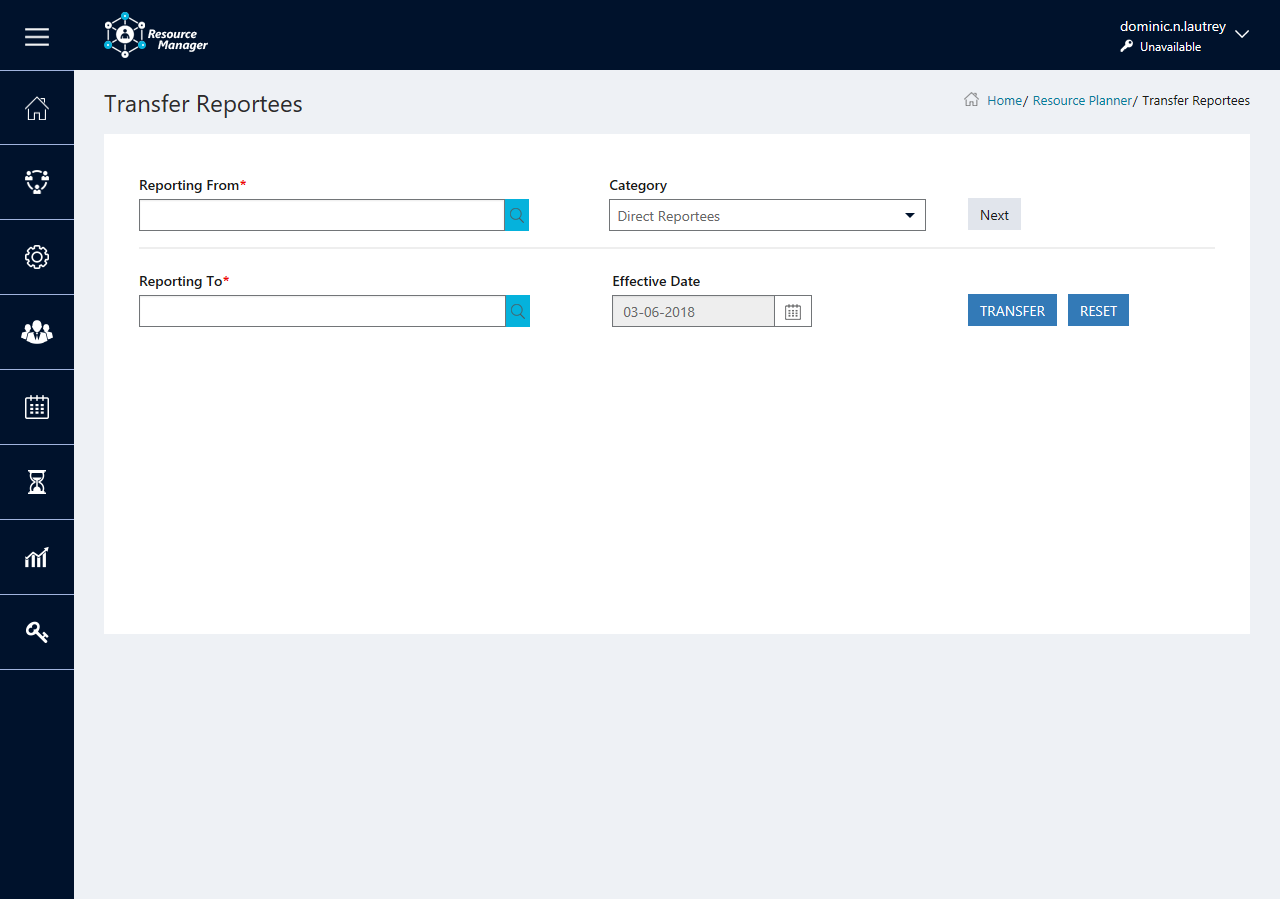 Resource
Manager
dominic.n.lautrey
Unavailable
Transfer Reportees
Home/ Resource Planner/ Transfer Reportees
Reporting From*
Category
Direct Reportees
Next
Reporting To*
Effective Date
03-06-2018
TRANSFER
RESET